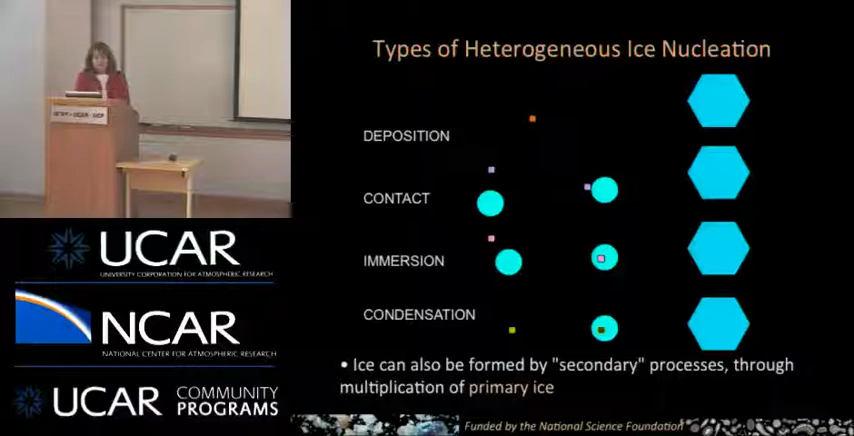 Types of Heterogeneous Ice Nucleation
DEPOSITION
CONTACT
IMMERSION
CONDENSATION
• Ice can also be formed by "secondary" processes, through
multiplication of primary ice
Funded by the National Science Foundation
UCAR
UNIVERSITY CORPORATION FOR ATMOSPHERIC RESEARCH
NCAR
NATIONAL CENTER FOR ATMOSPHERIC RESEARCH
UCAR
COMMUNITY
PROGRAMS